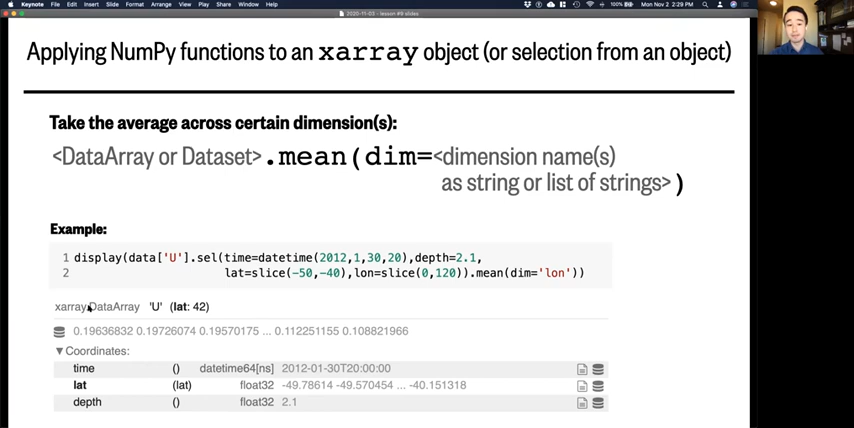 Keynote File Edit Insert Slide Format Arrange View Play Share Window Help 100% Mon Nov 2 2:29 PM
2020-11-03 - lesson #9 slides
Applying NumPy functions to an xarray object (or selection from an object)
Take the average across certain dimension(s):
<DataArray or Dataset>.mean(dim=<dimension name(s)
as string or list of strings>)
Example:
1 display(data['U'].sel(time=datetime(2012,1,30,20),depth=2.1,
2 lat=slice(-50,-40),lon=slice(0,120)).mean(dim='lon'))
xarray.DataArray 'U' (lat: 42)
0.19636832 0.19726074 0.19570175 ... 0.112251155 0.108821966
▼Coordinates:
time () datetime64[ns] 2012-01-30T20:00:00
lat (lat) float32 -49.78614 -49.570454 ... -40.151318
depth () float32 2.1